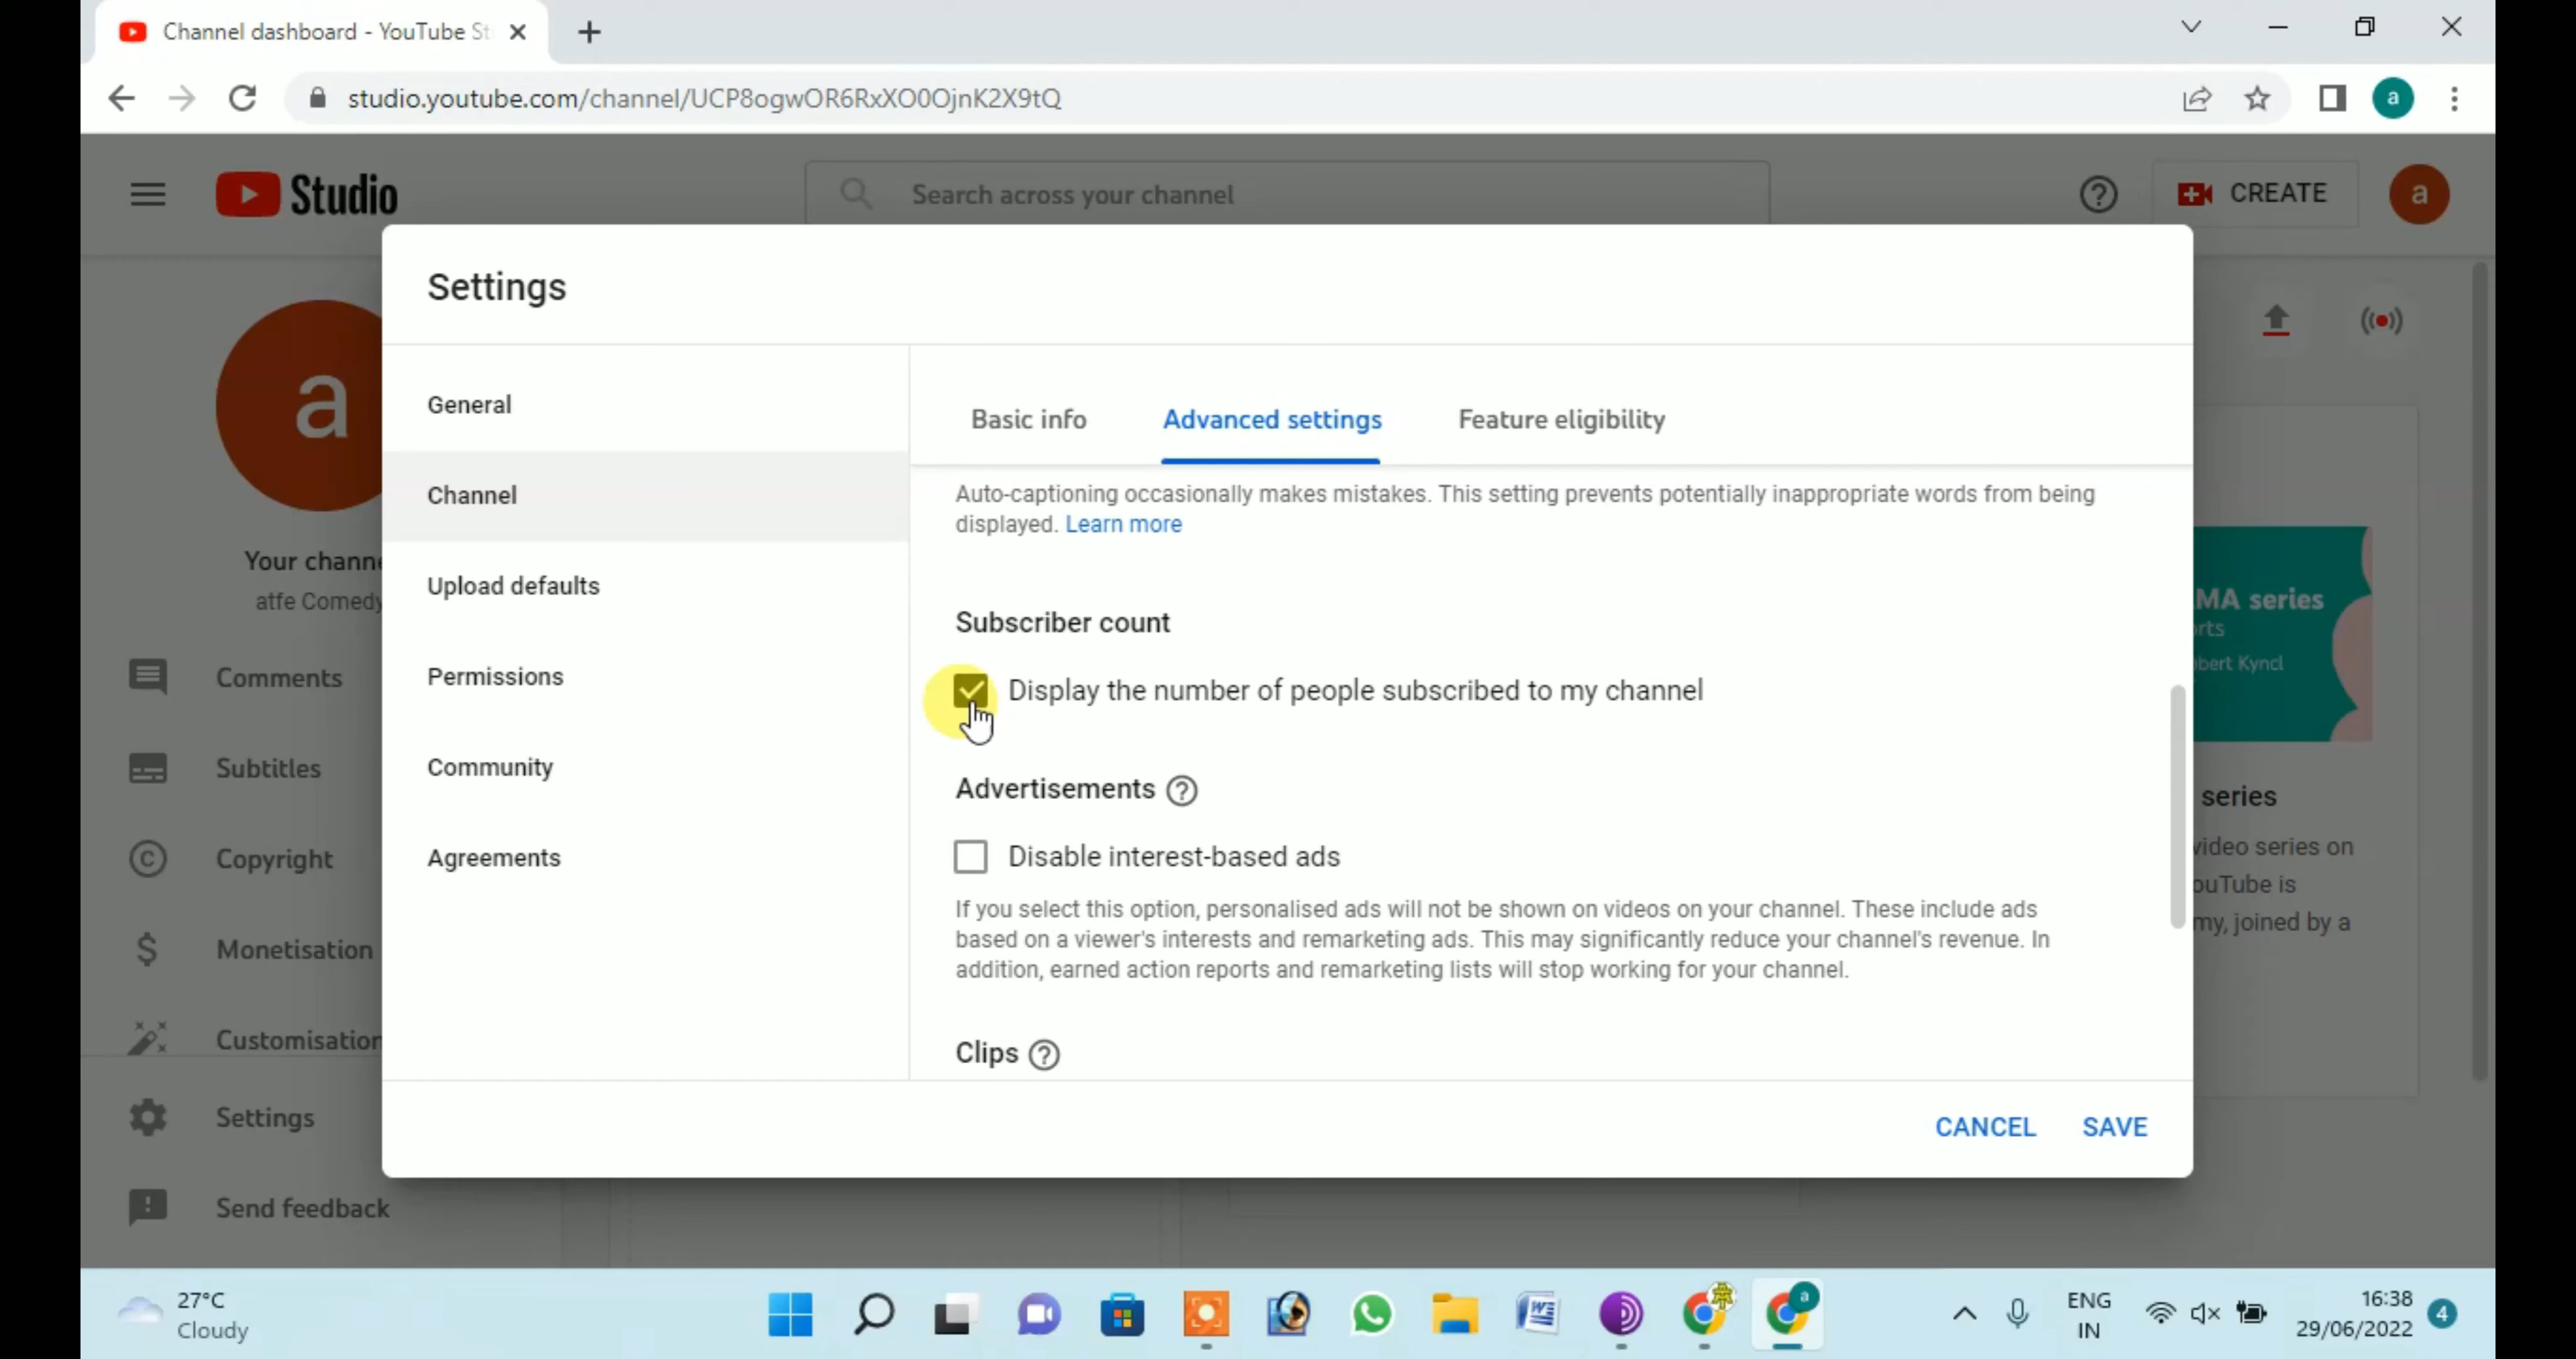 Channel dashboard - YouTube St
studio.youtube.com/channel/UCP8ogwOR6RxXO0OjnK2X9tQ
a
Studio
Search across your channel
CREATE
a
Settings
a
General
Basic info
Advanced settings
Feature eligibility
Channel
Auto-captioning occasionally makes mistakes. This setting prevents potentially inappropriate words from being
displayed. Learn more
Your channe
atfe Comedy
Upload defaults
Subscriber count
MA series
rts
bert Kyncl
Comments
Permissions
Display the number of people subscribed to my channel
Subtitles
Community
Advertisements
series
Copyright
Agreements
Disable interest-based ads
video series on
ouTube is
my, joined by a
If you select this option, personalised ads will not be shown on videos on your channel. These include ads
based on a viewer's interests and remarketing ads. This may significantly reduce your channel's revenue. In
addition, earned action reports and remarketing lists will stop working for your channel.
Monetisation
Customisation
Clips
Settings
CANCEL
SAVE
Send feedback
27°C
Cloudy
a
ENG
IN
16:38
29/06/2022
4